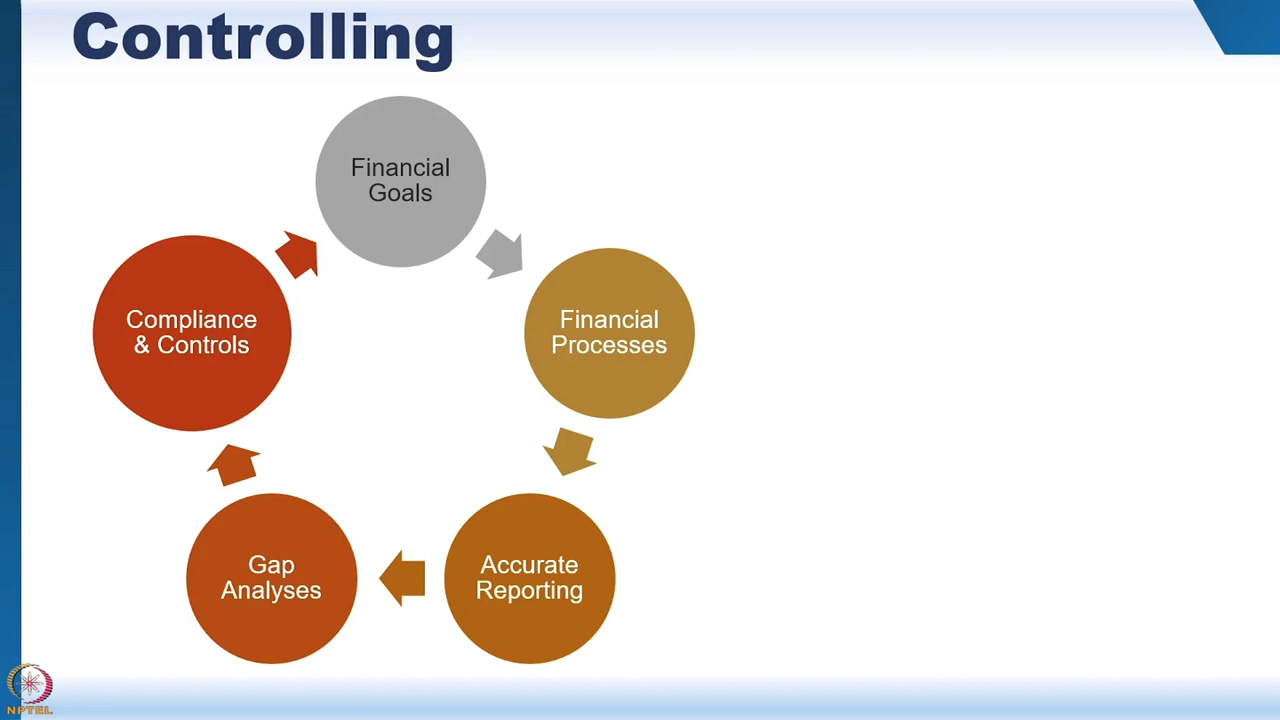 Controlling
Financial
Goals
Financial
Processes
Accurate
Reporting
Gap
Analyses
Compliance
& Controls
NPTEL